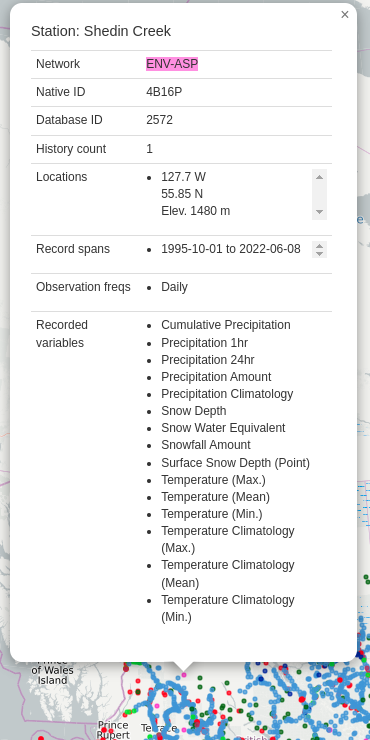 ×
Station: Shedin Creek
Network ENV-ASP
Native ID 4B16P
Database ID 2572
History count 1
Locations • 127.7 W
55.85 N
Elev. 1480 m
Record spans • 1995-10-01 to 2022-06-08
Observation freqs • Daily
Recorded variables
• Cumulative Precipitation
• Precipitation 1hr
• Precipitation 24hr
• Precipitation Amount
• Precipitation Climatology
• Snow Depth
• Snow Water Equivalent
• Snowfall Amount
• Surface Snow Depth (Point)
• Temperature (Max.)
• Temperature (Mean)
• Temperature (Min.)
• Temperature Climatology
(Max.)
• Temperature Climatology
(Mean)
• Temperature Climatology
(Min.)
of Wales
Island
Prince
Rupert
Terrace